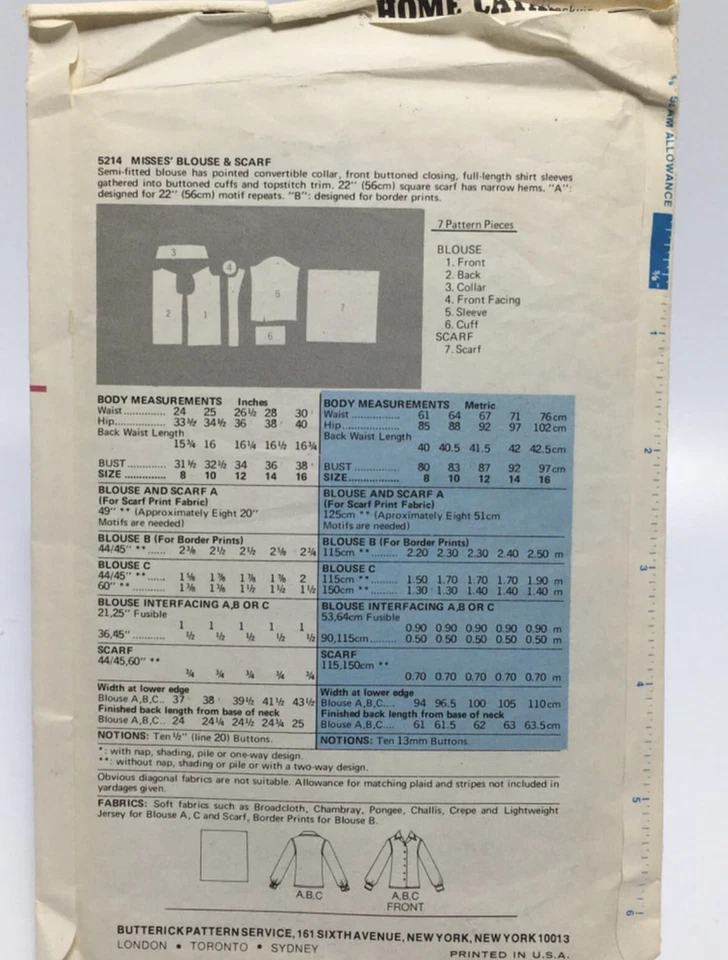 HOME
5214 MISSES' BLOUSE & SCARF
Semi-fitted blouse has pointed convertible collar, front buttoned closing, full-length shirt sleeves
gathered into buttoned cuffs and topstitch trim. 22" (56cm) square scarf has narrow hems. "A":
designed for 22" (56cm) motif repeats. "B": designed for border prints.
7 Pattern Pieces
BLOUSE
1. Front
2. Back
3. Collar
4. Front Facing
5. Sleeve
6. Cuff
SCARF
7. Scarf
3
4
2
1
5
6
7
BODY MEASUREMENTS Inches
Waist ............. 24 25 26½ 28 30
Hip ............... 33½ 34½ 36 38 40
Back Waist Length
15¾ 16 16¼ 16½ 16¾
BUST ............. 31½ 32½ 34 36 38
SIZE ............... 8 10 12 14 16
BLOUSE AND SCARF A
(For Scarf Print Fabric)
49" ** (Approximately Eight 20"
Motifs are needed)
BLOUSE B (For Border Prints)
44/45" ** ...... 2⅜ 2½ 2½ 2⅝ 2¾
BLOUSE C
44/45" ** ...... 1⅝ 1⅞ 1⅞ 1⅞ 2
60" ** ........... 1⅜ 1⅜ 1½ 1½ 1½
BLOUSE INTERFACING A,B OR C
21,25" Fusible
1 1 1 1 1
36,45" ........... ½ ½ ½ ½ ½
SCARF
44/45,60" **
¾ ¾ ¾ ¾ ¾
Width at lower edge
Blouse A,B,C.. 37 38 39½ 41½ 43½
Finished back length from base of neck
Blouse A,B,C.. 24 24¼ 24½ 24¾ 25
NOTIONS: Ten ½" (line 20) Buttons.
BODY MEASUREMENTS Metric
Waist ................. 61 64 67 71 76cm
Hip ................... 85 88 92 97 102cm
Back Waist Length
40 40.5 41.5 42 42.5cm
BUST ................ 80 83 87 92 97cm
SIZE ................. 8 10 12 14 16
BLOUSE AND SCARF A
(For Scarf Print Fabric)
125cm ** (Aproximately Eight 51cm
Motifs are needed)
BLOUSE B (For Border Prints)
115cm ** ........ 2.20 2.30 2.30 2.40 2.50 m
BLOUSE C
115cm ** ........ 1.50 1.70 1.70 1.70 1.90 m
150cm ** ........ 1.30 1.30 1.40 1.40 1.40 m
BLOUSE INTERFACING A,B OR C
53,64cm Fusible
0.90 0.90 0.90 0.90 0.90 m
90,115cm ........ 0.50 0.50 0.50 0.50 0.50 m
SCARF
115,150cm **
0.70 0.70 0.70 0.70 0.70 m
Width at lower edge
Blouse A,B,C.... 94 96.5 100 105 110cm
Finished back length from base of neck
Blouse A,B,C.... 61 61.5 62 63 63.5cm
NOTIONS: Ten 13mm Buttons.
*: with nap, shading, pile or one-way design.
**: without nap, shading or pile or with a two-way design.
Obvious diagonal fabrics are not suitable. Allowance for matching plaid and stripes not included in
yardages given.
FABRICS: Soft fabrics such as Broadcloth, Chambray, Pongee, Challis, Crepe and Lightweight
Jersey for Blouse A, C and Scarf, Border Prints for Blouse B.
A,B,C
A,B,C
FRONT
BUTTERICK PATTERN SERVICE, 161 SIXTH AVENUE, NEW YORK, NEW YORK 10013
LONDON • TORONTO • SYDNEY
PRINTED IN U.S.A.
⅝ SEAM ALLOWANCE
⅝"
1
2
3
4
5
6